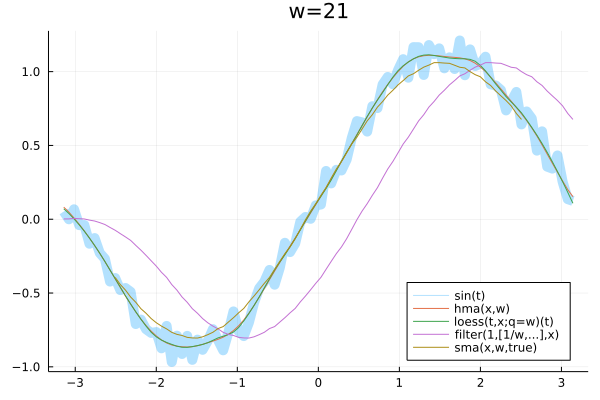 w=21
1.0
0.5
0.0
−0.5
−1.0
−3 −2 −1 0 1 2 3
sin(t)
hma(x,w)
loess(t,x;q=w)(t)
filter(1,[1/w,...],x)
sma(x,w,true)